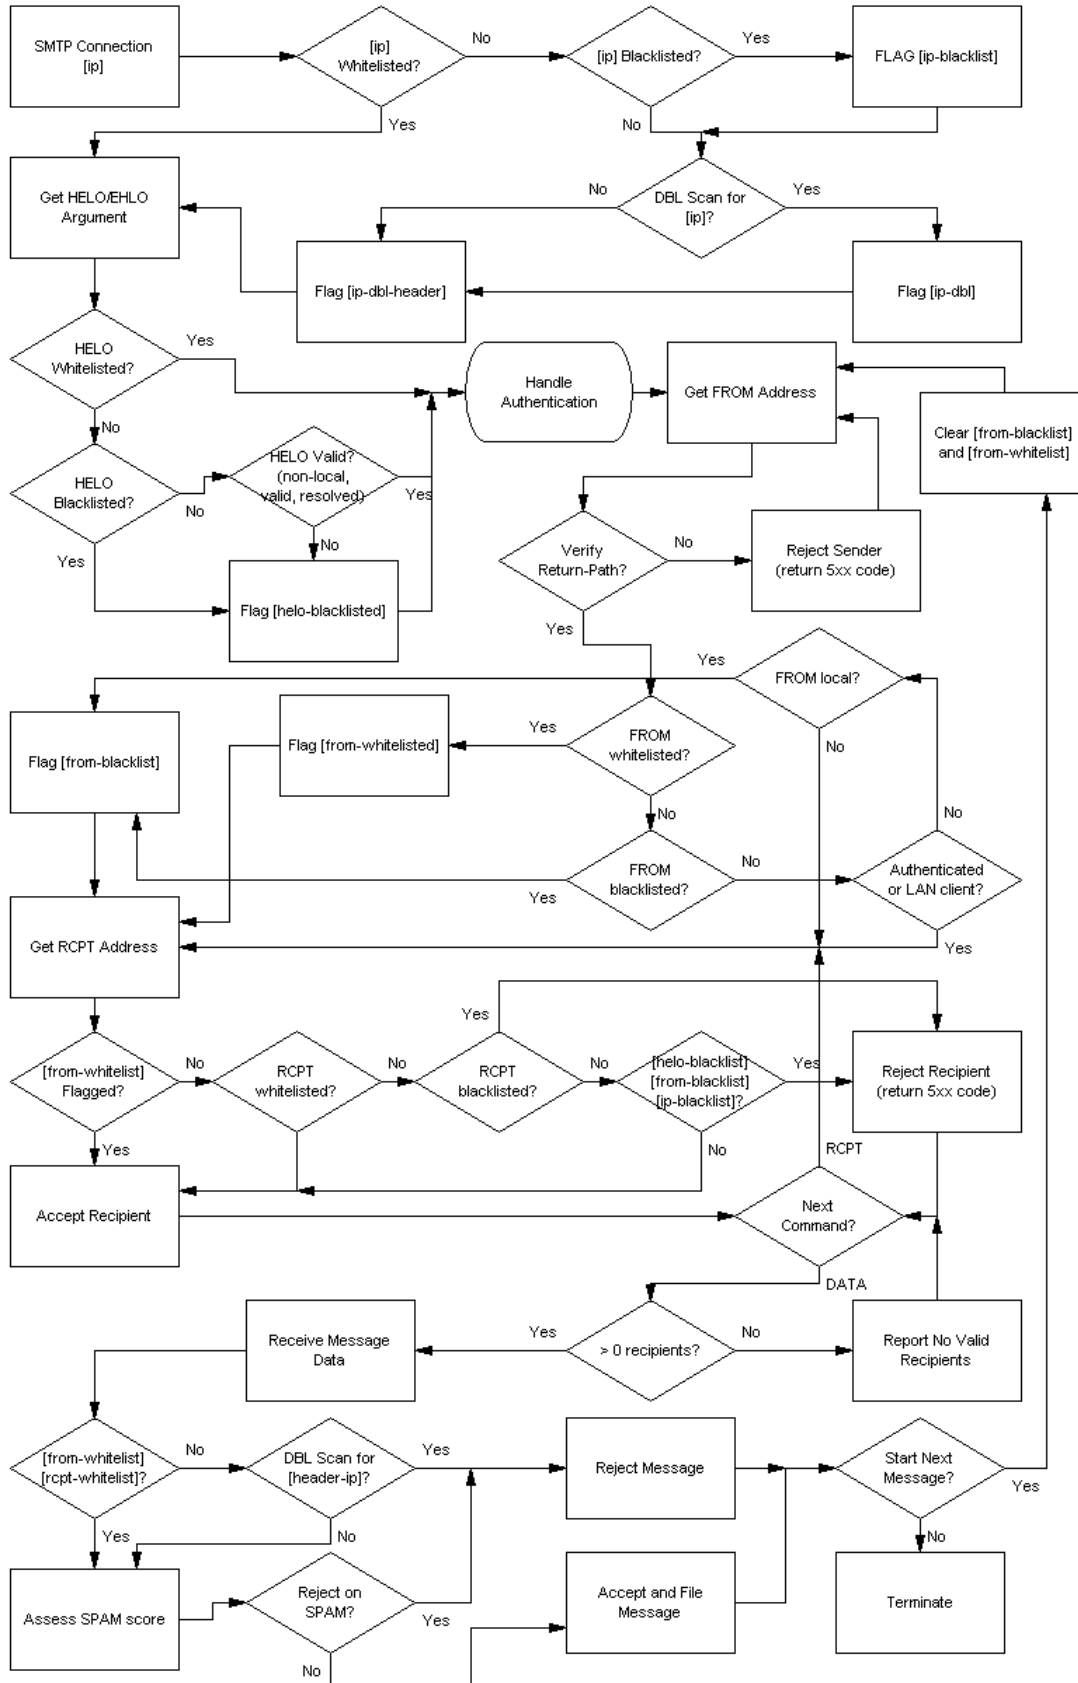 SMTP Connection
[ip]
[ip]
Whitelisted?
No
[ip] Blacklisted?
Yes
FLAG [ip-blacklist]
Yes
No
Get HELO/EHLO
Argument
No
DBL Scan for
[ip]?
Yes
Flag [ip-dbl-header]
Flag [ip-dbl]
HELO
Whitelisted?
Yes
Handle
Authentication
Get FROM Address
Clear [from-blacklist]
and [from-whitelist]
No
HELO
Blacklisted?
No
HELO Valid?
(non-local,
valid, resolved)
Yes
Yes
No
Flag [helo-blacklisted]
Verify
Return-Path?
No
Reject Sender
(return 5xx code)
Yes
Yes
FROM local?
No
Flag [from-blacklist]
Flag [from-whitelisted]
Yes
FROM
whitelisted?
No
No
FROM
blacklisted?
Yes
No
Authenticated
or LAN client?
Yes
Get RCPT Address
Yes
[from-whitelist]
Flagged?
No
RCPT
whitelisted?
No
RCPT
blacklisted?
No
[helo-blacklist]
[from-blacklist]
[ip-blacklist]?
Yes
Reject Recipient
(return 5xx code)
Yes
No
RCPT
Accept Recipient
Next
Command?
DATA
Receive Message
Data
Yes
> 0 recipients?
No
Report No Valid
Recipients
[from-whitelist]
[rcpt-whitelist]?
No
DBL Scan for
[header-ip]?
Yes
Reject Message
Start Next
Message?
Yes
Yes
No
No
Assess SPAM score
Reject on
SPAM?
Yes
Accept and File
Message
Terminate
No